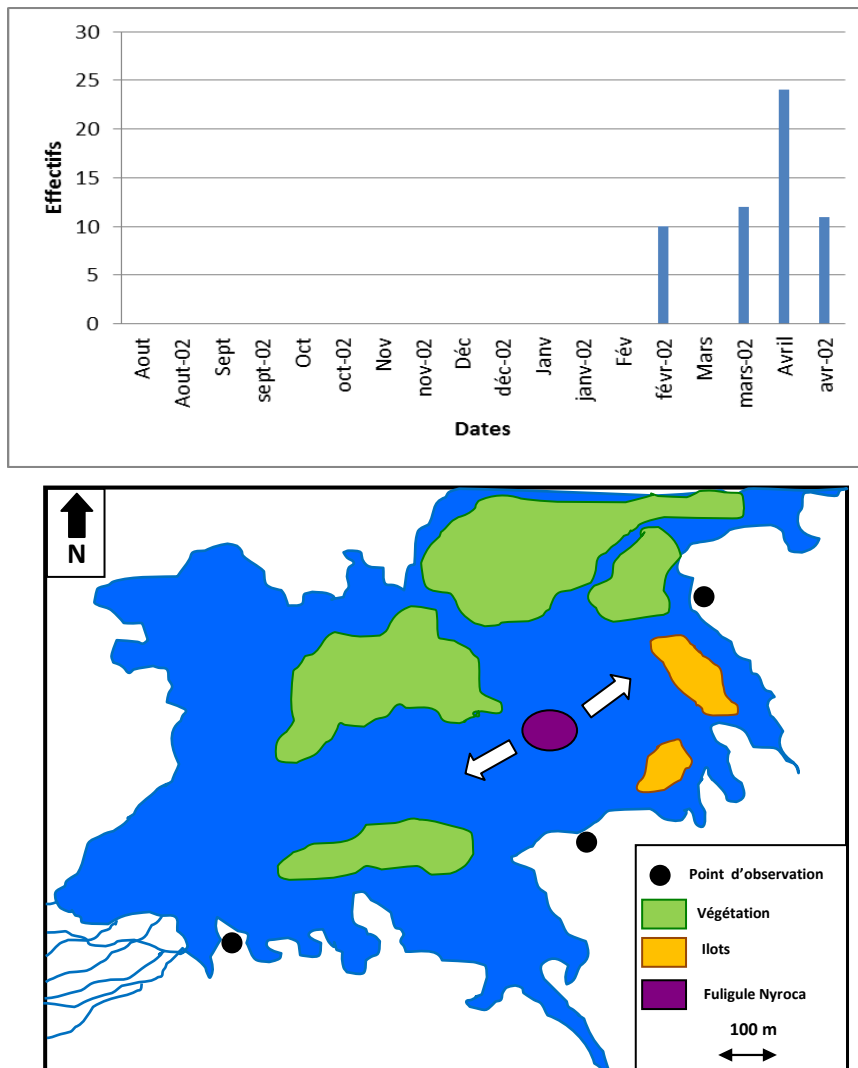 30
25
20
15
10
5
0
Effectifs
Aout
Aout-02
Sept
sept-02
Oct
oct-02
Nov
nov-02
Déc
déc-02
Janv
janv-02
Fév
févr-02
Mars
mars-02
Avril
avr-02
Dates
N
Point d'observation
Végétation
Ilots
Fuligule Nyroca
100 m